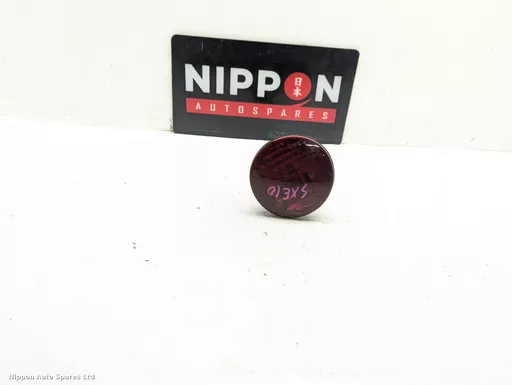 NIPPON
日本
AUTOSPARES
SXE10
Nippon Auto Spares Ltd